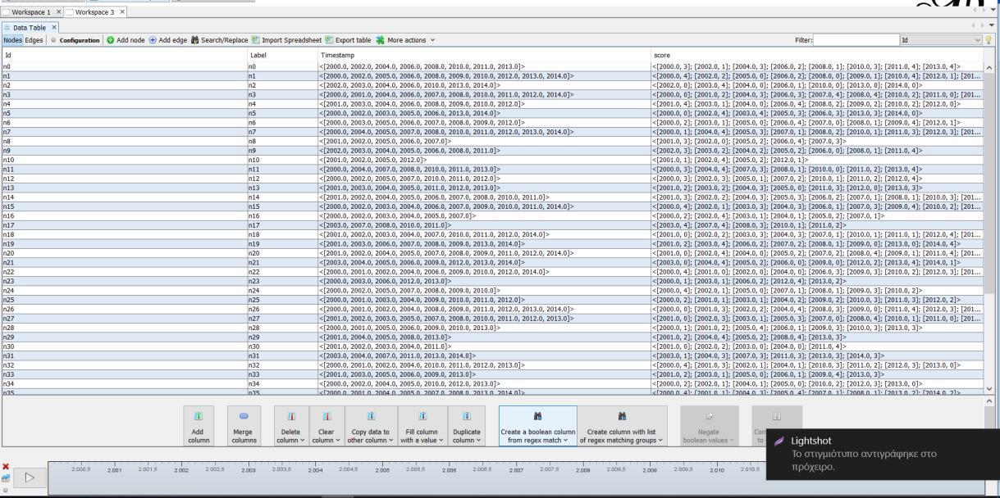 Workspace 1 × Workspace 3 ×
Data Table ×
Nodes Edges Configuration Add node Add edge Search/Replace Import Spreadsheet Export table More actions Filter: Id
Id Label Timestamp score
n0 n0 <[2000.0, 2002.0, 2004.0, 2006.0, 2008.0, 2010.0, 2011.0, 2013.0]> <[2000.0, 3]; [2002.0, 1]; [2004.0, 3]; [2006.0, 2]; [2008.0, 1]; [2010.0, 3]; [2011.0, 4]; [2013.0, 4]>
n1 n1 <[2000.0, 2002.0, 2005.0, 2006.0, 2008.0, 2009.0, 2010.0, 2012.0, 2013.0, 2014.0]> <[2000.0, 4]; [2002.0, 2]; [2005.0, 0]; [2006.0, 2]; [2008.0, 0]; [2009.0, 1]; [2010.0, 4]; [2012.0, 1]; [201...
n2 n2 <[2002.0, 2003.0, 2004.0, 2006.0, 2010.0, 2013.0, 2014.0]> <[2002.0, 0]; [2003.0, 4]; [2004.0, 0]; [2006.0, 1]; [2010.0, 0]; [2013.0, 0]; [2014.0, 0]>
n3 n3 <[2000.0, 2001.0, 2004.0, 2006.0, 2007.0, 2008.0, 2010.0, 2011.0, 2012.0, 2014.0]> <[2000.0, 0]; [2001.0, 2]; [2004.0, 3]; [2006.0, 3]; [2007.0, 4]; [2008.0, 4]; [2010.0, 2]; [2011.0, 0]; [201...
n4 n4 <[2001.0, 2003.0, 2004.0, 2006.0, 2008.0, 2009.0, 2010.0, 2012.0]> <[2001.0, 4]; [2003.0, 1]; [2004.0, 0]; [2006.0, 4]; [2008.0, 2]; [2009.0, 2]; [2010.0, 2]; [2012.0, 0]>
n5 n5 <[2000.0, 2002.0, 2003.0, 2005.0, 2006.0, 2013.0, 2014.0]> <[2000.0, 0]; [2002.0, 4]; [2003.0, 4]; [2005.0, 3]; [2006.0, 3]; [2013.0, 3]; [2014.0, 0]>
n6 n6 <[2000.0, 2003.0, 2005.0, 2006.0, 2007.0, 2008.0, 2009.0, 2012.0]> <[2000.0, 2]; [2003.0, 1]; [2005.0, 0]; [2006.0, 4]; [2007.0, 0]; [2008.0, 1]; [2009.0, 4]; [2012.0, 1]>
n7 n7 <[2000.0, 2004.0, 2005.0, 2007.0, 2008.0, 2010.0, 2011.0, 2012.0, 2013.0, 2014.0]> <[2000.0, 1]; [2004.0, 4]; [2005.0, 3]; [2007.0, 1]; [2008.0, 2]; [2010.0, 1]; [2011.0, 3]; [2012.0, 3]; [201...
n8 n8 <[2001.0, 2002.0, 2005.0, 2006.0, 2007.0]> <[2001.0, 3]; [2002.0, 0]; [2005.0, 2]; [2006.0, 4]; [2007.0, 3]>
n9 n9 <[2002.0, 2003.0, 2004.0, 2005.0, 2006.0, 2008.0, 2011.0]> <[2002.0, 3]; [2003.0, 2]; [2004.0, 2]; [2005.0, 2]; [2006.0, 0]; [2008.0, 1]; [2011.0, 4]>
n10 n10 <[2001.0, 2002.0, 2005.0, 2012.0]> <[2001.0, 1]; [2002.0, 4]; [2005.0, 2]; [2012.0, 1]>
n11 n11 <[2000.0, 2004.0, 2007.0, 2008.0, 2010.0, 2011.0, 2013.0]> <[2000.0, 3]; [2004.0, 4]; [2007.0, 3]; [2008.0, 1]; [2010.0, 0]; [2011.0, 2]; [2013.0, 4]>
n12 n12 <[2000.0, 2002.0, 2005.0, 2007.0, 2010.0, 2011.0, 2012.0]> <[2000.0, 3]; [2002.0, 3]; [2005.0, 1]; [2007.0, 2]; [2010.0, 1]; [2011.0, 2]; [2012.0, 4]>
n13 n13 <[2001.0, 2003.0, 2004.0, 2005.0, 2011.0, 2012.0, 2013.0]> <[2001.0, 2]; [2003.0, 2]; [2004.0, 3]; [2005.0, 0]; [2011.0, 3]; [2012.0, 0]; [2013.0, 3]>
n14 n14 <[2001.0, 2002.0, 2004.0, 2005.0, 2006.0, 2007.0, 2008.0, 2010.0, 2011.0]> <[2001.0, 3]; [2002.0, 2]; [2004.0, 3]; [2005.0, 3]; [2006.0, 2]; [2007.0, 1]; [2008.0, 1]; [2010.0, 3]; [201...
n15 n15 <[2000.0, 2002.0, 2003.0, 2004.0, 2006.0, 2007.0, 2009.0, 2010.0, 2011.0, 2014.0]> <[2000.0, 4]; [2002.0, 1]; [2003.0, 4]; [2004.0, 3]; [2006.0, 1]; [2007.0, 3]; [2009.0, 4]; [2010.0, 2]; [201...
n16 n16 <[2000.0, 2002.0, 2003.0, 2004.0, 2005.0, 2007.0]> <[2000.0, 2]; [2002.0, 4]; [2003.0, 1]; [2004.0, 1]; [2005.0, 2]; [2007.0, 1]>
n17 n17 <[2003.0, 2007.0, 2008.0, 2010.0, 2011.0]> <[2003.0, 4]; [2007.0, 4]; [2008.0, 3]; [2010.0, 1]; [2011.0, 2]>
n18 n18 <[2001.0, 2002.0, 2003.0, 2004.0, 2007.0, 2010.0, 2011.0, 2012.0, 2014.0]> <[2001.0, 0]; [2002.0, 2]; [2003.0, 3]; [2004.0, 3]; [2007.0, 1]; [2010.0, 1]; [2011.0, 1]; [2012.0, 4]; [201...
n19 n19 <[2001.0, 2003.0, 2006.0, 2007.0, 2008.0, 2009.0, 2013.0, 2014.0]> <[2001.0, 2]; [2003.0, 4]; [2006.0, 2]; [2007.0, 2]; [2008.0, 1]; [2009.0, 0]; [2013.0, 0]; [2014.0, 4]>
n20 n20 <[2001.0, 2002.0, 2004.0, 2005.0, 2007.0, 2008.0, 2009.0, 2011.0, 2012.0, 2014.0]> <[2001.0, 0]; [2002.0, 4]; [2004.0, 4]; [2005.0, 2]; [2007.0, 2]; [2008.0, 4]; [2009.0, 1]; [2011.0, 4]; [201...
n21 n21 <[2003.0, 2004.0, 2005.0, 2006.0, 2009.0, 2012.0, 2013.0, 2014.0]> <[2003.0, 0]; [2004.0, 4]; [2005.0, 2]; [2006.0, 0]; [2009.0, 0]; [2012.0, 2]; [2013.0, 4]; [2014.0, 1]>
n22 n22 <[2000.0, 2001.0, 2002.0, 2004.0, 2006.0, 2009.0, 2010.0, 2012.0, 2014.0]> <[2000.0, 4]; [2001.0, 0]; [2002.0, 0]; [2004.0, 0]; [2006.0, 3]; [2009.0, 3]; [2010.0, 2]; [2012.0, 3]; [201...
n23 n23 <[2000.0, 2003.0, 2006.0, 2012.0, 2013.0]> <[2000.0, 1]; [2003.0, 1]; [2006.0, 2]; [2012.0, 4]; [2013.0, 2]>
n24 n24 <[2000.0, 2002.0, 2005.0, 2007.0, 2008.0, 2009.0, 2010.0]> <[2000.0, 4]; [2002.0, 1]; [2005.0, 0]; [2007.0, 1]; [2008.0, 1]; [2009.0, 3]; [2010.0, 2]>
n25 n25 <[2000.0, 2001.0, 2003.0, 2004.0, 2009.0, 2010.0, 2011.0, 2012.0]> <[2000.0, 2]; [2001.0, 1]; [2003.0, 1]; [2004.0, 2]; [2009.0, 2]; [2010.0, 3]; [2011.0, 3]; [2012.0, 2]>
n26 n26 <[2000.0, 2001.0, 2002.0, 2004.0, 2008.0, 2009.0, 2011.0, 2012.0, 2013.0, 2014.0]> <[2000.0, 0]; [2001.0, 3]; [2002.0, 2]; [2004.0, 4]; [2008.0, 3]; [2009.0, 0]; [2011.0, 4]; [2012.0, 3]; [201...
n27 n27 <[2001.0, 2002.0, 2003.0, 2005.0, 2007.0, 2008.0, 2010.0, 2011.0, 2012.0, 2013.0]> <[2001.0, 4]; [2002.0, 3]; [2003.0, 1]; [2005.0, 3]; [2007.0, 0]; [2008.0, 4]; [2010.0, 1]; [2011.0, 0]; [201...
n28 n28 <[2000.0, 2001.0, 2005.0, 2006.0, 2009.0, 2010.0, 2013.0]> <[2000.0, 1]; [2001.0, 2]; [2005.0, 4]; [2006.0, 1]; [2009.0, 3]; [2010.0, 3]; [2013.0, 3]>
n29 n29 <[2001.0, 2004.0, 2005.0, 2008.0, 2013.0]> <[2001.0, 2]; [2004.0, 4]; [2005.0, 2]; [2008.0, 4]; [2013.0, 3]>
n30 n30 <[2001.0, 2002.0, 2003.0, 2004.0, 2011.0]> <[2001.0, 0]; [2002.0, 2]; [2003.0, 3]; [2004.0, 0]; [2011.0, 4]>
n31 n31 <[2003.0, 2004.0, 2007.0, 2011.0, 2013.0, 2014.0]> <[2003.0, 1]; [2004.0, 3]; [2007.0, 3]; [2011.0, 3]; [2013.0, 3]; [2014.0, 3]>
n32 n32 <[2000.0, 2001.0, 2002.0, 2004.0, 2010.0, 2011.0, 2012.0, 2013.0]> <[2000.0, 4]; [2001.0, 3]; [2002.0, 1]; [2004.0, 1]; [2010.0, 3]; [2011.0, 2]; [2012.0, 3]; [2013.0, 0]>
n33 n33 <[2001.0, 2003.0, 2005.0, 2006.0, 2009.0, 2013.0]> <[2001.0, 2]; [2003.0, 1]; [2005.0, 0]; [2006.0, 1]; [2009.0, 4]; [2013.0, 3]>
n34 n34 <[2000.0, 2002.0, 2004.0, 2005.0, 2010.0, 2012.0, 2013.0]> <[2000.0, 2]; [2002.0, 1]; [2004.0, 1]; [2005.0, 0]; [2010.0, 2]; [2012.0, 3]; [2013.0, 0]>
n35 n35 <[2000.0, 2001.0, 2004.0, 2005.0, 2007.0, 2008.0, 2013.0, 2014.0]> <[2000.0, 4]; [2001.0, 1]; [2004.0, 3]; [2005.0, 4]; [2007.0, 1]; [2008.0, 1]; [2013.0, 2]; [2014.0, 2]>
Add column Merge columns Delete column Clear column Copy data to other column Fill column with a value Duplicate column Create a boolean column from regex match Create column with list of regex matching groups Negate boolean values
Lightshot
Το στιγμιότυπο αντιγράφηκε στο
πρόχειρο.
2.000,5 2.001 2.001,5 2.002 2.002,5 2.003 2.003,5 2.004 2.004,5 2.005 2.005,5 2.006 2.006,5 2.007 2.007,5 2.008 2.008,5 2.009 2.009,5 2.010 2.010,5